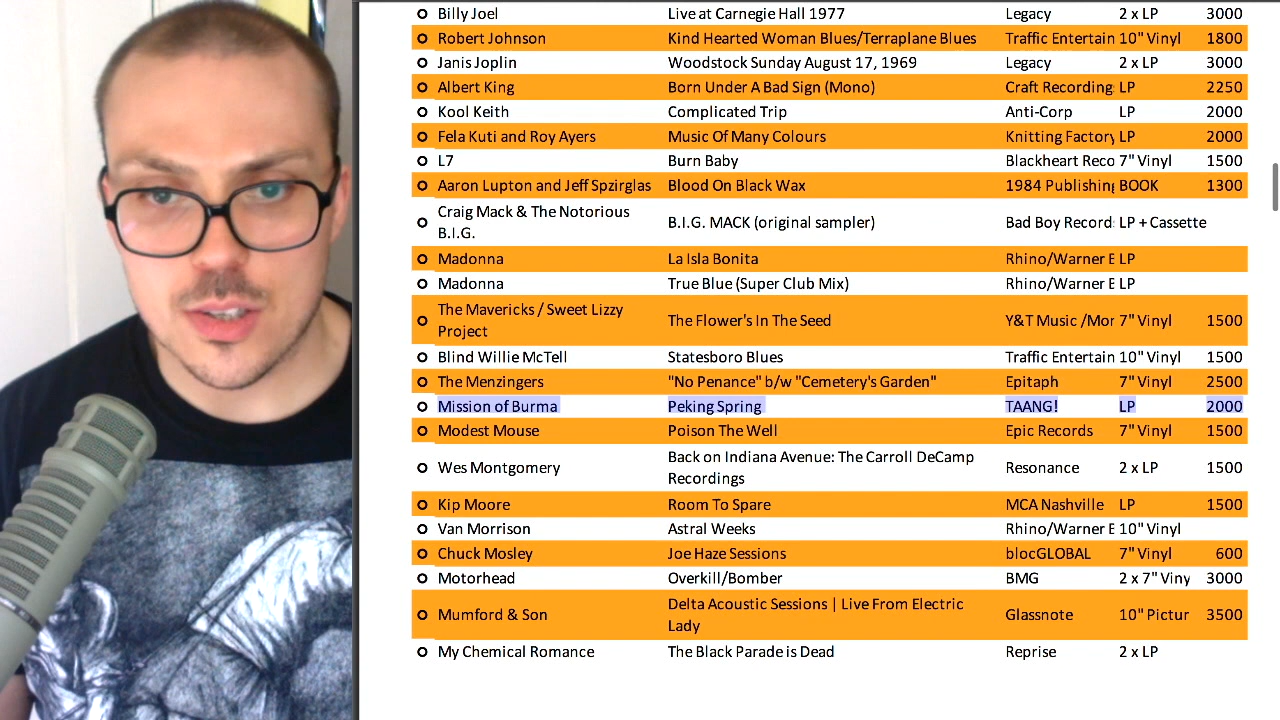 Billy Joel Live at Carnegie Hall 1977 Legacy 2 x LP 3000
Robert Johnson Kind Hearted Woman Blues/Terraplane Blues Traffic Entertain 10" Vinyl 1800
Janis Joplin Woodstock Sunday August 17, 1969 Legacy 2 x LP 3000
Albert King Born Under A Bad Sign (Mono) Craft Recording LP 2250
Kool Keith Complicated Trip Anti-Corp LP 2000
Fela Kuti and Roy Ayers Music Of Many Colours Knitting Factory LP 2000
L7 Burn Baby Blackheart Reco 7" Vinyl 1500
Aaron Lupton and Jeff Spzirglas Blood On Black Wax 1984 Publishing BOOK 1300
Craig Mack & The Notorious
B.I.G. B.I.G. MACK (original sampler) Bad Boy Record LP + Cassette
Madonna La Isla Bonita Rhino/Warner B LP
Madonna True Blue (Super Club Mix) Rhino/Warner B LP
The Mavericks / Sweet Lizzy
Project The Flower's In The Seed Y&T Music /Mor 7" Vinyl 1500
Blind Willie McTell Statesboro Blues Traffic Entertain 10" Vinyl 1500
The Menzingers "No Penance" b/w "Cemetery's Garden" Epitaph 7" Vinyl 2500
Mission of Burma Peking Spring TAANG! LP 2000
Modest Mouse Poison The Well Epic Records 7" Vinyl 1500
Wes Montgomery Back on Indiana Avenue: The Carroll DeCamp
Recordings Resonance 2 x LP 1500
Kip Moore Room To Spare MCA Nashville LP 1500
Van Morrison Astral Weeks Rhino/Warner B 10" Vinyl
Chuck Mosley Joe Haze Sessions blocGLOBAL 7" Vinyl 600
Motorhead Overkill/Bomber BMG 2 x 7" Viny 3000
Mumford & Son Delta Acoustic Sessions | Live From Electric
Lady Glassnote 10" Pictur 3500
My Chemical Romance The Black Parade is Dead Reprise 2 x LP